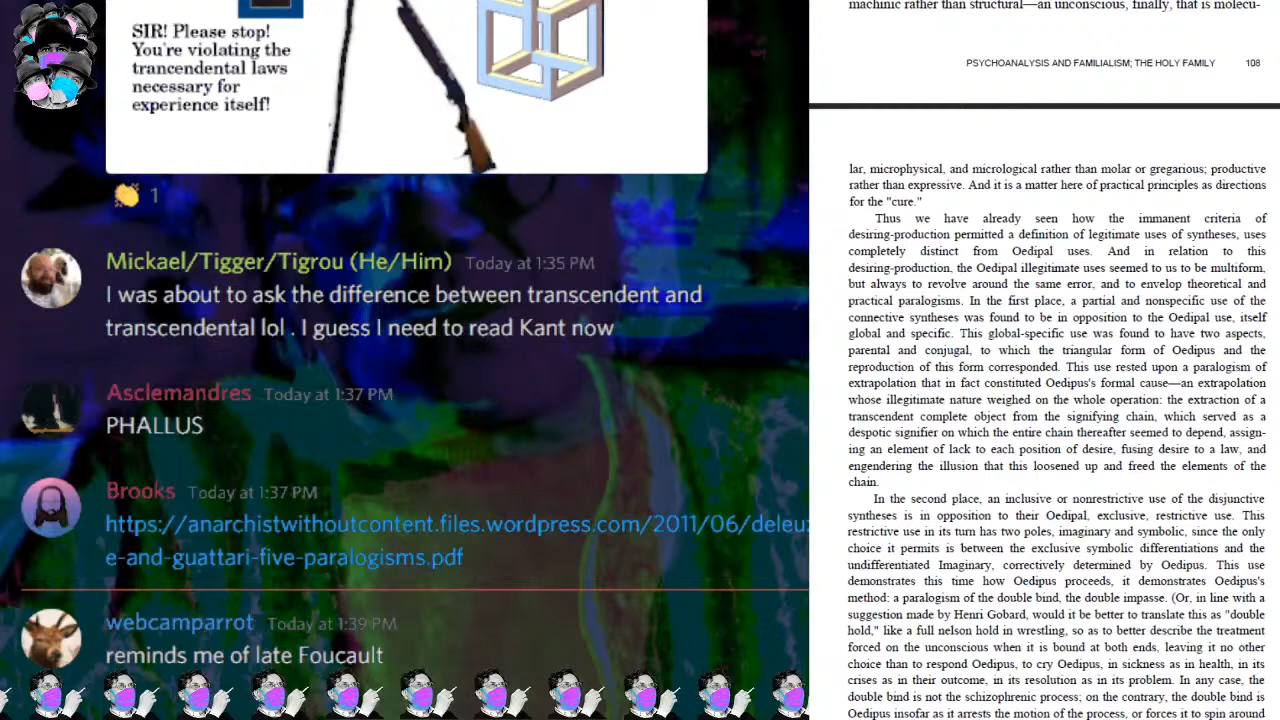 SIR! Please stop!
You're violating the
trancendental laws
necessary for
experience itself!
1
Mickael/Tigger/Tigrou (He/Him) Today at 1:35 PM
I was about to ask the difference between transcendent and
transcendental lol . I guess I need to read Kant now
Asclemandres Today at 1:37 PM
PHALLUS
Brooks Today at 1:37 PM
https://anarchistwithoutcontent.files.wordpress.com/2011/06/deleuz
e-and-guattari-five-paralogisms.pdf
webcamparrot Today at 1:39 PM
reminds me of late Foucault
machinic rather than structural—an unconscious, finally, that is molecu-
PSYCHOANALYSIS AND FAMILIALISM; THE HOLY FAMILY 108
lar, microphysical, and micrological rather than molar or gregarious; productive
rather than expressive. And it is a matter here of practical principles as directions
for the "cure."
Thus we have already seen how the immanent criteria of
desiring-production permitted a definition of legitimate uses of syntheses, uses
completely distinct from Oedipal uses. And in relation to this
desiring-production, the Oedipal illegitimate uses seemed to us to be multiform,
but always to revolve around the same error, and to envelop theoretical and
practical paralogisms. In the first place, a partial and nonspecific use of the
connective syntheses was found to be in opposition to the Oedipal use, itself
global and specific. This global-specific use was found to have two aspects,
parental and conjugal, to which the triangular form of Oedipus and the
reproduction of this form corresponded. This use rested upon a paralogism of
extrapolation that in fact constituted Oedipus's formal cause—an extrapolation
whose illegitimate nature weighed on the whole operation: the extraction of a
transcendent complete object from the signifying chain, which served as a
despotic signifier on which the entire chain thereafter seemed to depend, assign-
ing an element of lack to each position of desire, fusing desire to a law, and
engendering the illusion that this loosened up and freed the elements of the
chain.
In the second place, an inclusive or nonrestrictive use of the disjunctive
syntheses is in opposition to their Oedipal, exclusive, restrictive use. This
restrictive use in its turn has two poles, imaginary and symbolic, since the only
choice it permits is between the exclusive symbolic differentiations and the
undifferentiated Imaginary, correctively determined by Oedipus. This use
demonstrates this time how Oedipus proceeds, it demonstrates Oedipus's
method: a paralogism of the double bind, the double impasse. (Or, in line with a
suggestion made by Henri Gobard, would it be better to translate this as "double
hold," like a full nelson hold in wrestling, so as to better describe the treatment
forced on the unconscious when it is bound at both ends, leaving it no other
choice than to respond Oedipus, to cry Oedipus, in sickness as in health, in its
crises as in their outcome, in its resolution as in its problem. In any case, the
double bind is not the schizophrenic process; on the contrary, the double bind is
Oedipus insofar as it arrests the motion of the process, or forces it to spin around